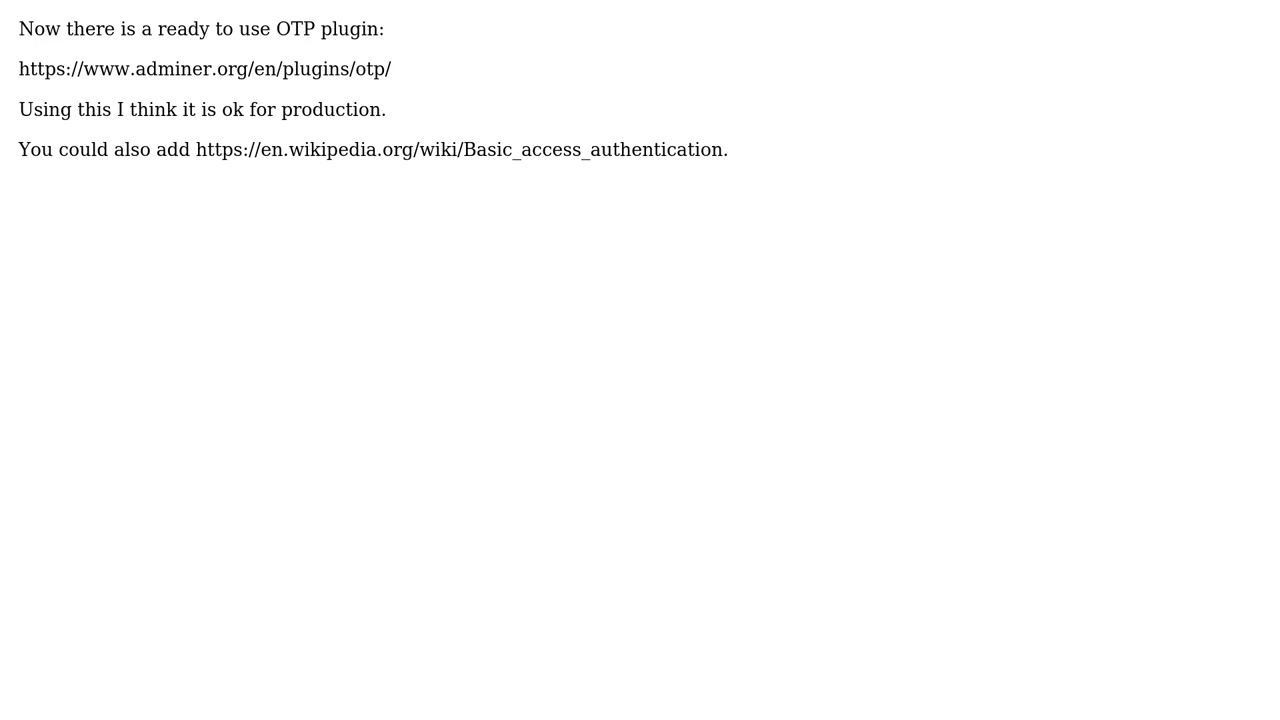 Now there is a ready to use OTP plugin:
https://www.adminer.org/en/plugins/otp/
Using this I think it is ok for production.
You could also add https://en.wikipedia.org/wiki/Basic_access_authentication.